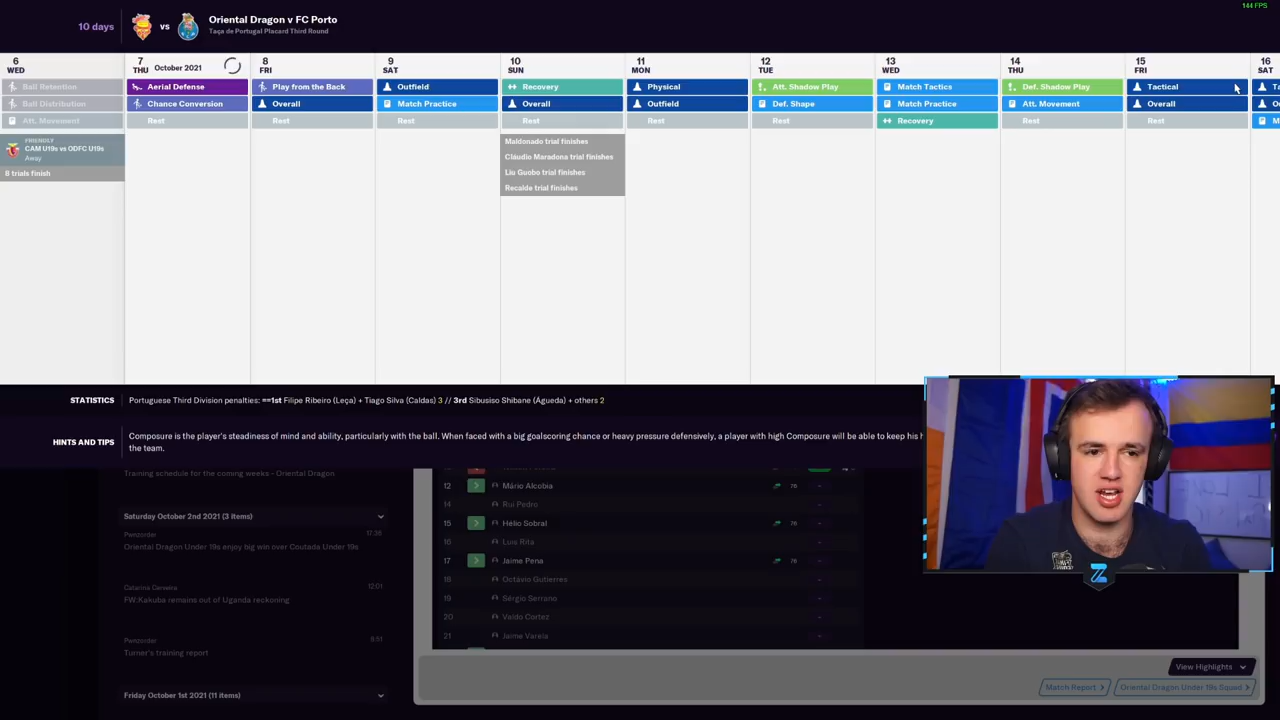 144 FPS
10 days
vs
Oriental Dragon v FC Porto
Taça de Portugal Placard Third Round
6
WED
7
THU
October 2021
8
FRI
9
SAT
10
SUN
11
MON
12
TUE
13
WED
14
THU
15
FRI
16
SAT
Ball Retention
Aerial Defense
Play from the Back
Outfield
Recovery
Physical
Att. Shadow Play
Match Tactics
Def. Shadow Play
Tactical
Ball Distribution
Chance Conversion
Overall
Match Practice
Overall
Outfield
Def. Shape
Match Practice
Att. Movement
Overall
Att. Movement
Rest
Rest
Rest
Rest
Rest
Rest
Recovery
Rest
Rest
FRIENDLY
CAM U19s vs ODFC U19s
Away
8 trials finish
Maldonado trial finishes
Cláudio Maradona trial finishes
Liu Guobo trial finishes
Recalde trial finishes
STATISTICS
Portuguese Third Division penalties: ==1st Filipe Ribeiro (Leça) + Tiago Silva (Caldas) 3 // 3rd Sibusiso Shibane (Águeda) + others 2
HINTS AND TIPS
Composure is the player's steadiness of mind and ability, particularly with the ball. When faced with a big goalscoring chance or heavy pressure defensively, a player with high Composure will be able to keep his h
the team.
Training schedule for the coming weeks - Oriental Dragon
Saturday October 2nd 2021 (3 items)
17:36
Oriental Dragon Under 19s enjoy big win over Coutada Under 19s
Catarina Cerveira
12:01
FW:Kakuba remains out of Uganda reckoning
8:51
Turner's training report
Friday October 1st 2021 (11 items)
12
Mário Alcobia
76
-
14
Rui Pedro
-
15
Hélio Sobral
76
-
16
Luís Rita
-
17
Jaime Pena
76
-
18
Octávio Gutierres
-
19
Sérgio Serrano
-
20
Valdo Cortez
-
21
Jaime Varela
-
View Highlights
Match Report >
Oriental Dragon Under 19s Squad >